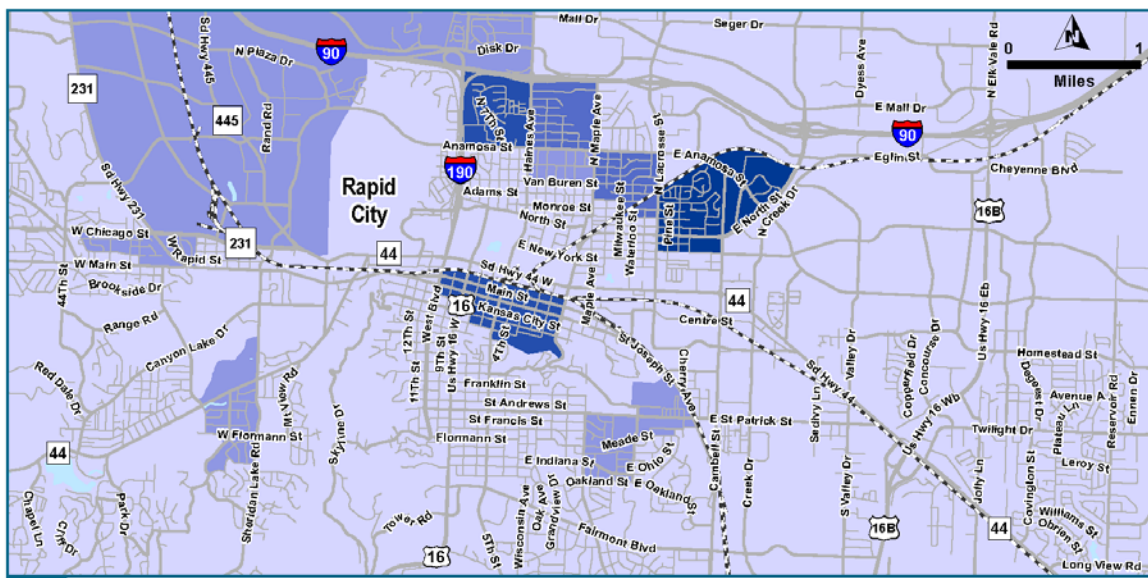 Mall Dr
Seger Dr
Disk Dr
N Plaza Dr
Sd Hwy 445
90
231
445
Rand Rd
N 7Th St
Haines Ave
N Maple Ave
Anamosa St
190
Rapid
City
Adams St
Van Buren St
Monroe St
North St
E New York St
Milwaukee St
Waterloo St
N Lacrosse St
E Anamosa St
Pine St
E North St
N Creek Dr
Dyess Ave
N Elk Vale Rd
0
1
Miles
N
E Mall Dr
90
Eglin St
Cheyenne Blvd
16B
Sd Hwy 231
W Chicago St
W Rapid St
231
W Main St
44Th St
Brookside Dr
Range Rd
Canyon Lake Dr
Red Dale Dr
44
Sd Hwy 44 W
Main St
16
Kansas City St
4Th St
Maple Ave
West Blvd
12Th St
11Th St
9Th St
Us Hwy 16 W
St Joseph St
Cherry Ave
Centre St
44
Sd Hwy 44
Valley Dr
Copperfield Dr
Concourse Dr
Us Hwy 16 Eb
Homestead St
Degeest Dr
Avenue A
Plateau Ln
Reservoir Rd
Ennen Dr
Franklin St
St Andrews St
St Francis St
Flormann St
E St Patrick St
Sedivy Ln
Us Hwy 16 Wb
Twilight Dr
Leroy St
W Flormann St
Mt View Rd
Skyline Dr
Sheridan Lake Rd
44
Chapel Ln
Cliff Dr
Park Dr
Tower Rd
16
5Th St
Wisconsin Ave
Oak Ave
Grandview Dr
Meade St
E Indiana St
E Ohio St
Oakland St
E Oakland St
Fairmont Blvd
Cambell St
Creek Dr
S Valley Dr
16B
Jolly Ln
Covington St
Williams St
Obrien St
44
Long View Rd